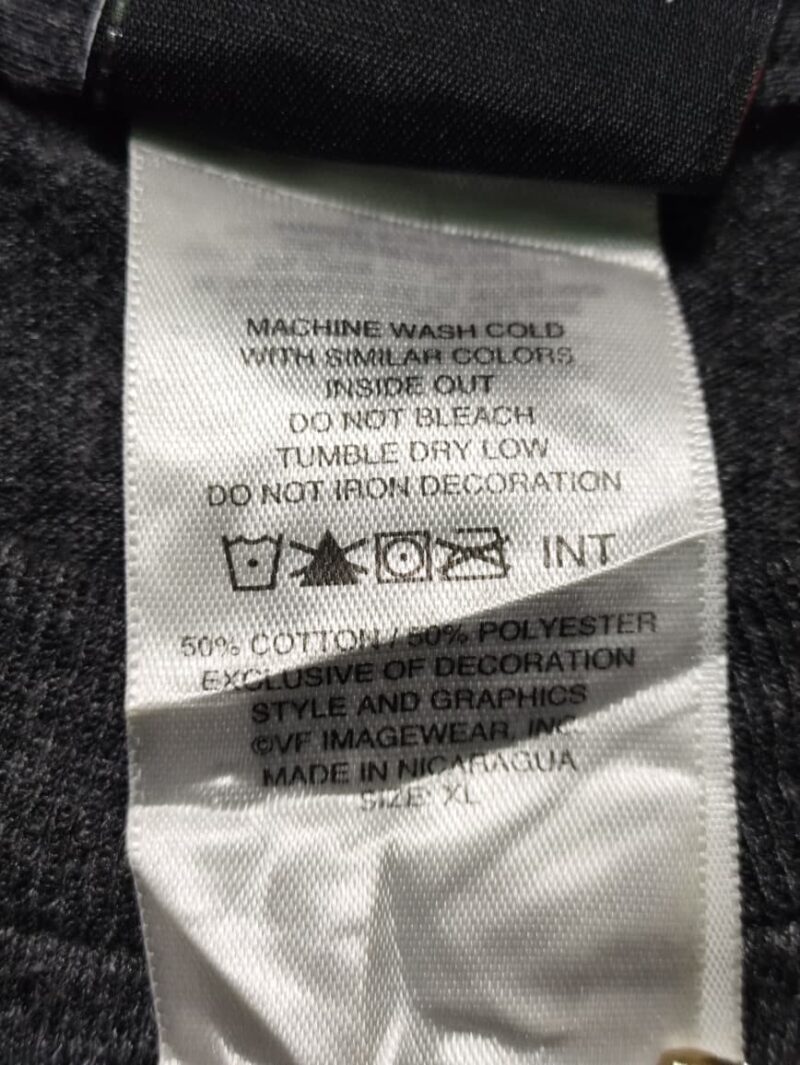 MACHINE WASH COLD
WITH SIMILAR COLORS
INSIDE OUT
DO NOT BLEACH
TUMBLE DRY LOW
DO NOT IRON DECORATION
INT
50% COTTON / 50% POLYESTER
EXCLUSIVE OF DECORATION
STYLE AND GRAPHICS
©VF IMAGEWEAR, INC.
MADE IN NICARAGUA
SIZE: XL